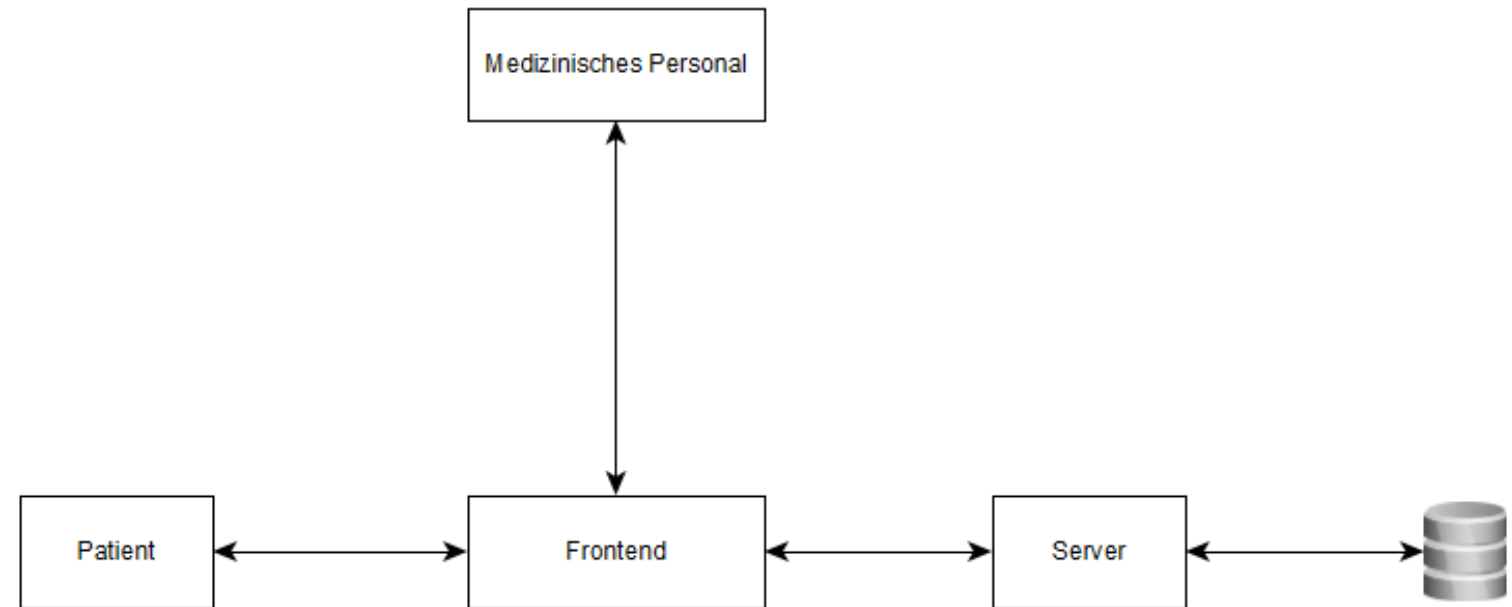 Medizinisches Personal
Patient
Frontend
Server